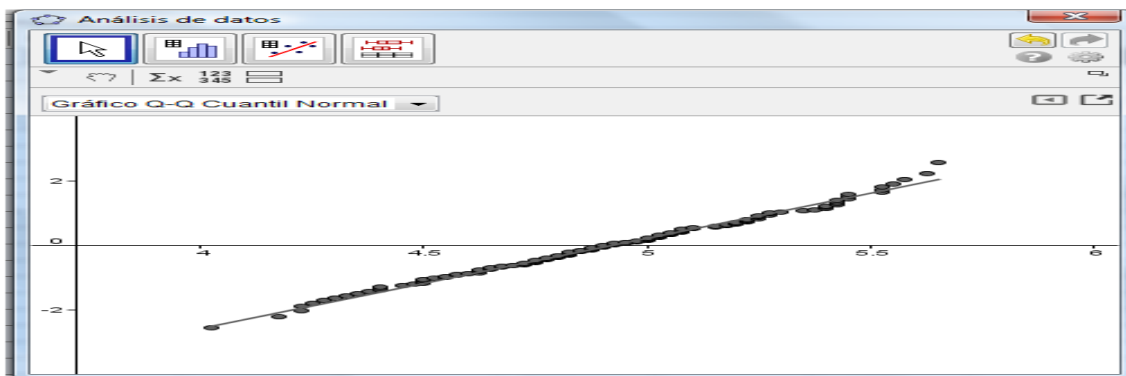 Análisis de datos
Σx 123 345
Gráfico Q-Q Cuantil Normal
2
0
4 4.5 5 5.5 6
-2